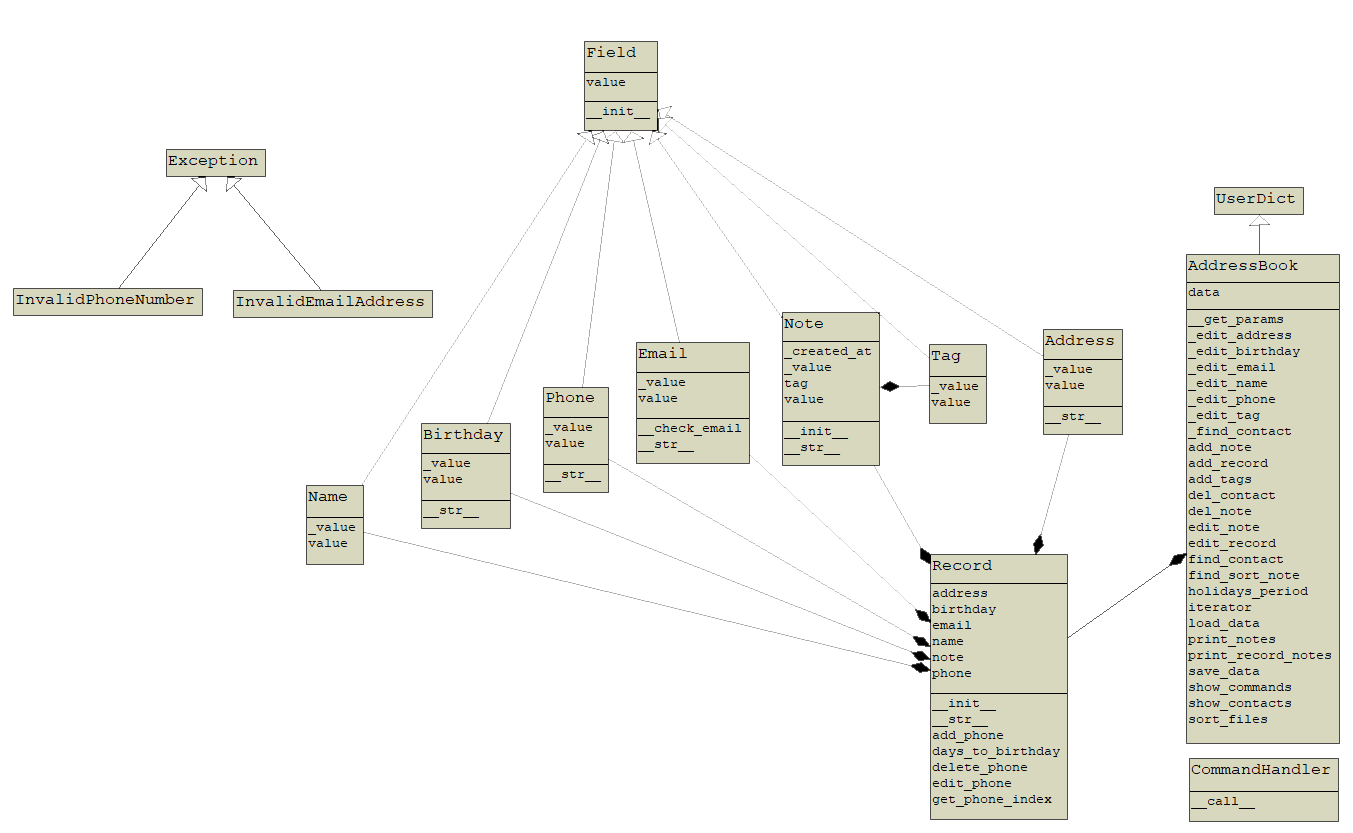 Field
value
__init__
Exception
InvalidPhoneNumber
InvalidEmailAddress
Name
_value
value
Birthday
_value
value
__str__
Phone
_value
value
__str__
Email
_value
value
__check_email
__str__
Note
_created_at
_value
tag
value
__init__
__str__
Tag
_value
value
Address
_value
value
__str__
Record
address
birthday
email
name
note
phone
__init__
__str__
add_phone
days_to_birthday
delete_phone
edit_phone
get_phone_index
UserDict
AddressBook
data
__get_params
_edit_address
_edit_birthday
_edit_email
_edit_name
_edit_phone
_edit_tag
_find_contact
add_note
add_record
add_tags
del_contact
del_note
edit_note
edit_record
find_contact
find_sort_note
holidays_period
iterator
load_data
print_notes
print_record_notes
save_data
show_commands
show_contacts
sort_files
CommandHandler
__call__